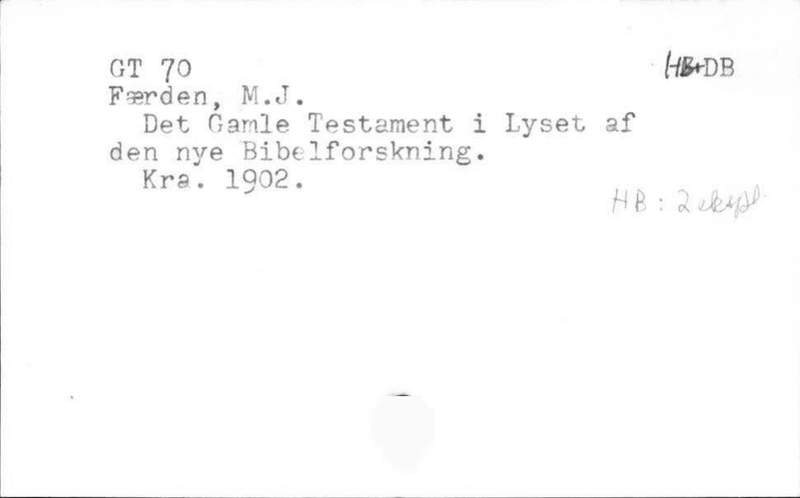 GT 70 HB+DB
Færden, M.J.
Det Gamle Testament i Lyset af
den nye Bibelforskning.
Kra. 1902.
HB: 2 ekspl.